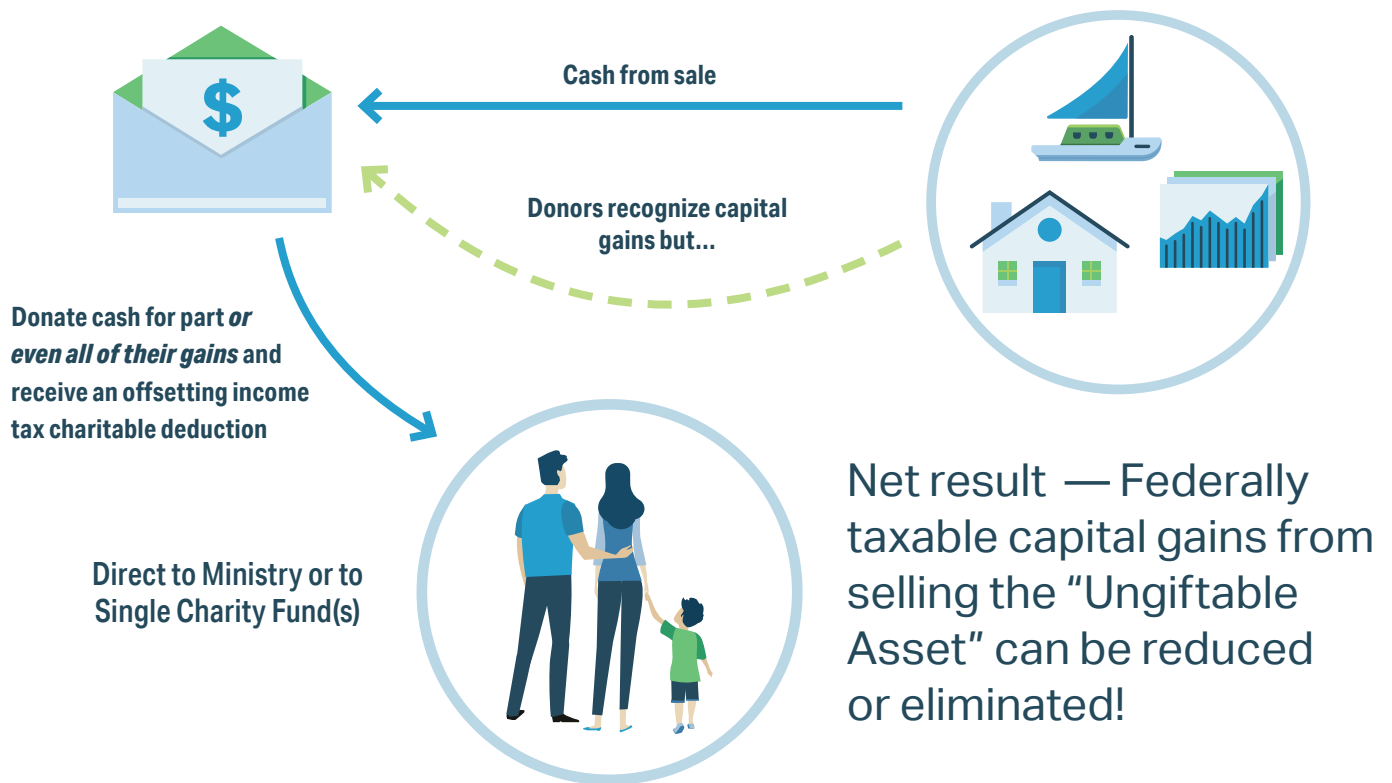 $
Cash from sale
Donors recognize capital
gains but...
Donate cash for part or
even all of their gains and
receive an offsetting income
tax charitable deduction
Direct to Ministry or to
Single Charity Fund(s)
Net result — Federally
taxable capital gains from
selling the “Ungiftable
Asset” can be reduced
or eliminated!